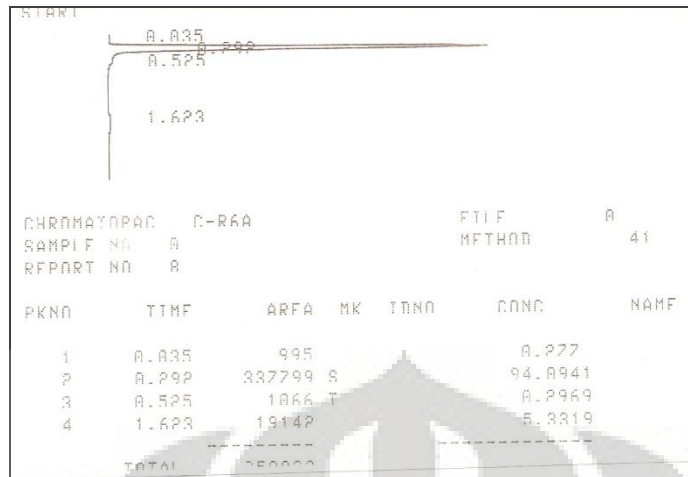 START
0.035
0.292
0.525
1.623
CHROMATOPAC C-R6A FILE 0
SAMPLE NO 0 METHOD 41
REPORT NO 8
PKNO TIME AREA MK IDNO CONC NAME
1 0.035 995 0.277
2 0.292 337799 S 94.0941
3 0.525 1066 T 0.2969
4 1.623 19142 5.3319
TOTAL